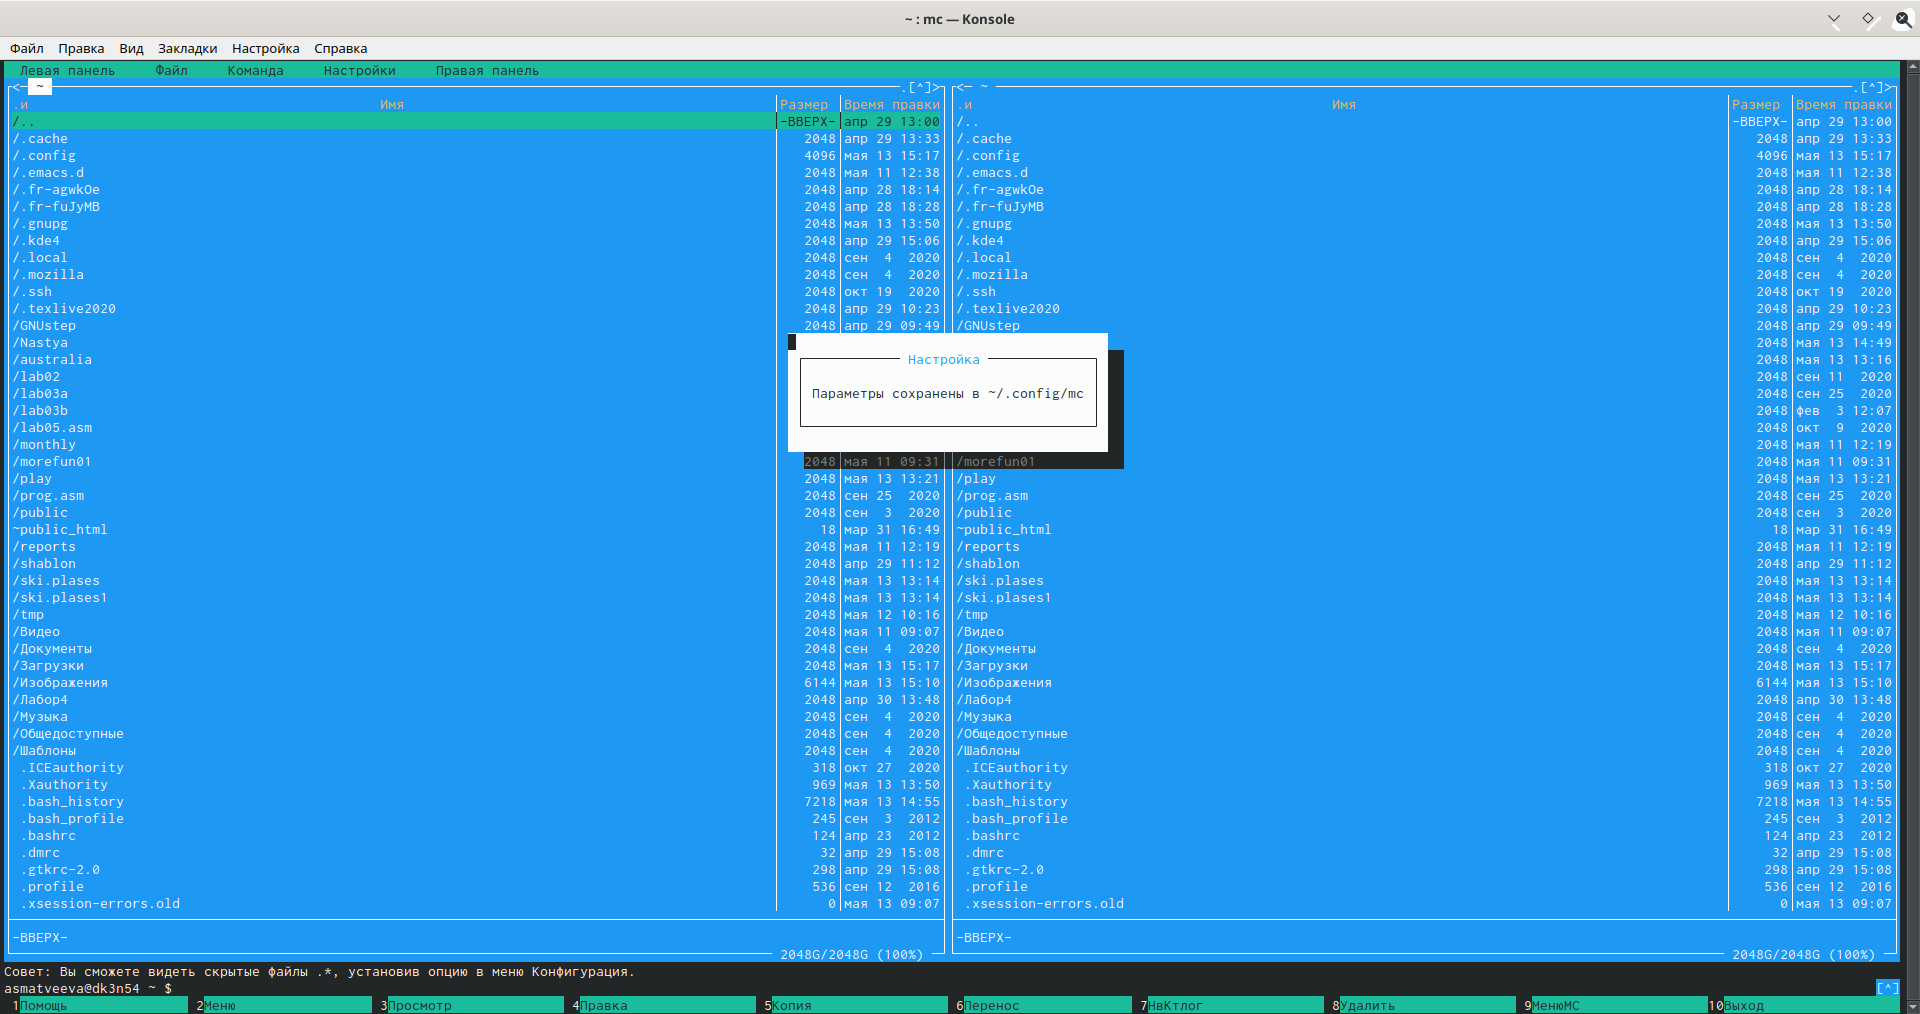 ~ : mc — Konsole
Файл Правка Вид Закладки Настройка Справка
Левая панель Файл Команда Настройки Правая панель
<─ ~ .[^]> <─ ~ .[^]>
.и Имя Размер Время правки .и Имя Размер Время правки
/.. -ВВЕРХ- апр 29 13:00 /.. -ВВЕРХ- апр 29 13:00
/.cache 2048 апр 29 13:33 /.cache 2048 апр 29 13:33
/.config 4096 мая 13 15:17 /.config 4096 мая 13 15:17
/.emacs.d 2048 мая 11 12:38 /.emacs.d 2048 мая 11 12:38
/.fr-agwkOe 2048 апр 28 18:14 /.fr-agwkOe 2048 апр 28 18:14
/.fr-fuJyMB 2048 апр 28 18:28 /.fr-fuJyMB 2048 апр 28 18:28
/.gnupg 2048 мая 13 13:50 /.gnupg 2048 мая 13 13:50
/.kde4 2048 апр 29 15:06 /.kde4 2048 апр 29 15:06
/.local 2048 сен 4 2020 /.local 2048 сен 4 2020
/.mozilla 2048 сен 4 2020 /.mozilla 2048 сен 4 2020
/.ssh 2048 окт 19 2020 /.ssh 2048 окт 19 2020
/.texlive2020 2048 апр 29 10:23 /.texlive2020 2048 апр 29 10:23
/GNUstep 2048 апр 29 09:49 /GNUstep 2048 апр 29 09:49
/Nastya 2048 мая 13 14:49
/australia Настройка 2048 мая 13 13:16
/lab02 2048 сен 11 2020
/lab03a Параметры сохранены в ~/.config/mc 2048 сен 25 2020
/lab03b 2048 фев 3 12:07
/lab05.asm 2048 окт 9 2020
/monthly 2048 мая 11 12:19
/morefun01 2048 мая 11 09:31 /morefun01 2048 мая 11 09:31
/play 2048 мая 13 13:21 /play 2048 мая 13 13:21
/prog.asm 2048 сен 25 2020 /prog.asm 2048 сен 25 2020
/public 2048 сен 3 2020 /public 2048 сен 3 2020
~public_html 18 мар 31 16:49 ~public_html 18 мар 31 16:49
/reports 2048 мая 11 12:19 /reports 2048 мая 11 12:19
/shablon 2048 апр 29 11:12 /shablon 2048 апр 29 11:12
/ski.plases 2048 мая 13 13:14 /ski.plases 2048 мая 13 13:14
/ski.plases1 2048 мая 13 13:14 /ski.plases1 2048 мая 13 13:14
/tmp 2048 мая 12 10:16 /tmp 2048 мая 12 10:16
/Видео 2048 мая 11 09:07 /Видео 2048 мая 11 09:07
/Документы 2048 сен 4 2020 /Документы 2048 сен 4 2020
/Загрузки 2048 мая 13 15:17 /Загрузки 2048 мая 13 15:17
/Изображения 6144 мая 13 15:10 /Изображения 6144 мая 13 15:10
/Лабор4 2048 апр 30 13:48 /Лабор4 2048 апр 30 13:48
/Музыка 2048 сен 4 2020 /Музыка 2048 сен 4 2020
/Общедоступные 2048 сен 4 2020 /Общедоступные 2048 сен 4 2020
/Шаблоны 2048 сен 4 2020 /Шаблоны 2048 сен 4 2020
.ICEauthority 318 окт 27 2020 .ICEauthority 318 окт 27 2020
.Xauthority 969 мая 13 13:50 .Xauthority 969 мая 13 13:50
.bash_history 7218 мая 13 14:55 .bash_history 7218 мая 13 14:55
.bash_profile 245 сен 3 2012 .bash_profile 245 сен 3 2012
.bashrc 124 апр 23 2012 .bashrc 124 апр 23 2012
.dmrc 32 апр 29 15:08 .dmrc 32 апр 29 15:08
.gtkrc-2.0 298 апр 29 15:08 .gtkrc-2.0 298 апр 29 15:08
.profile 536 сен 12 2016 .profile 536 сен 12 2016
.xsession-errors.old 0 мая 13 09:07 .xsession-errors.old 0 мая 13 09:07
-ВВЕРХ- -ВВЕРХ-
2048G/2048G (100%) 2048G/2048G (100%)
Совет: Вы сможете видеть скрытые файлы .*, установив опцию в меню Конфигурация.
asmatveeva@dk3n54 ~ $ [^]
1Помощь 2Меню 3Просмотр 4Правка 5Копия 6Перенос 7НвКтлог 8Удалить 9МенюMC 10Выход